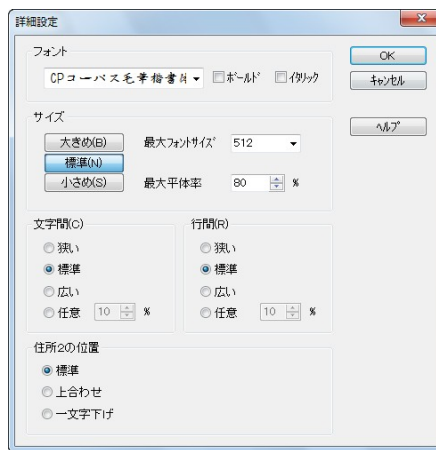 詳細設定
フォント
CPコーパス毛筆楷書体
ボールド
イタリック
OK
キャンセル
ヘルプ
サイズ
大きめ(B)
標準(N)
小さめ(S)
最大フォントサイズ 512
最大平体率 80 %
文字間(C)
狭い
標準
広い
任意 10 %
行間(R)
狭い
標準
広い
任意 10 %
住所2の位置
標準
上合わせ
一文字下げ